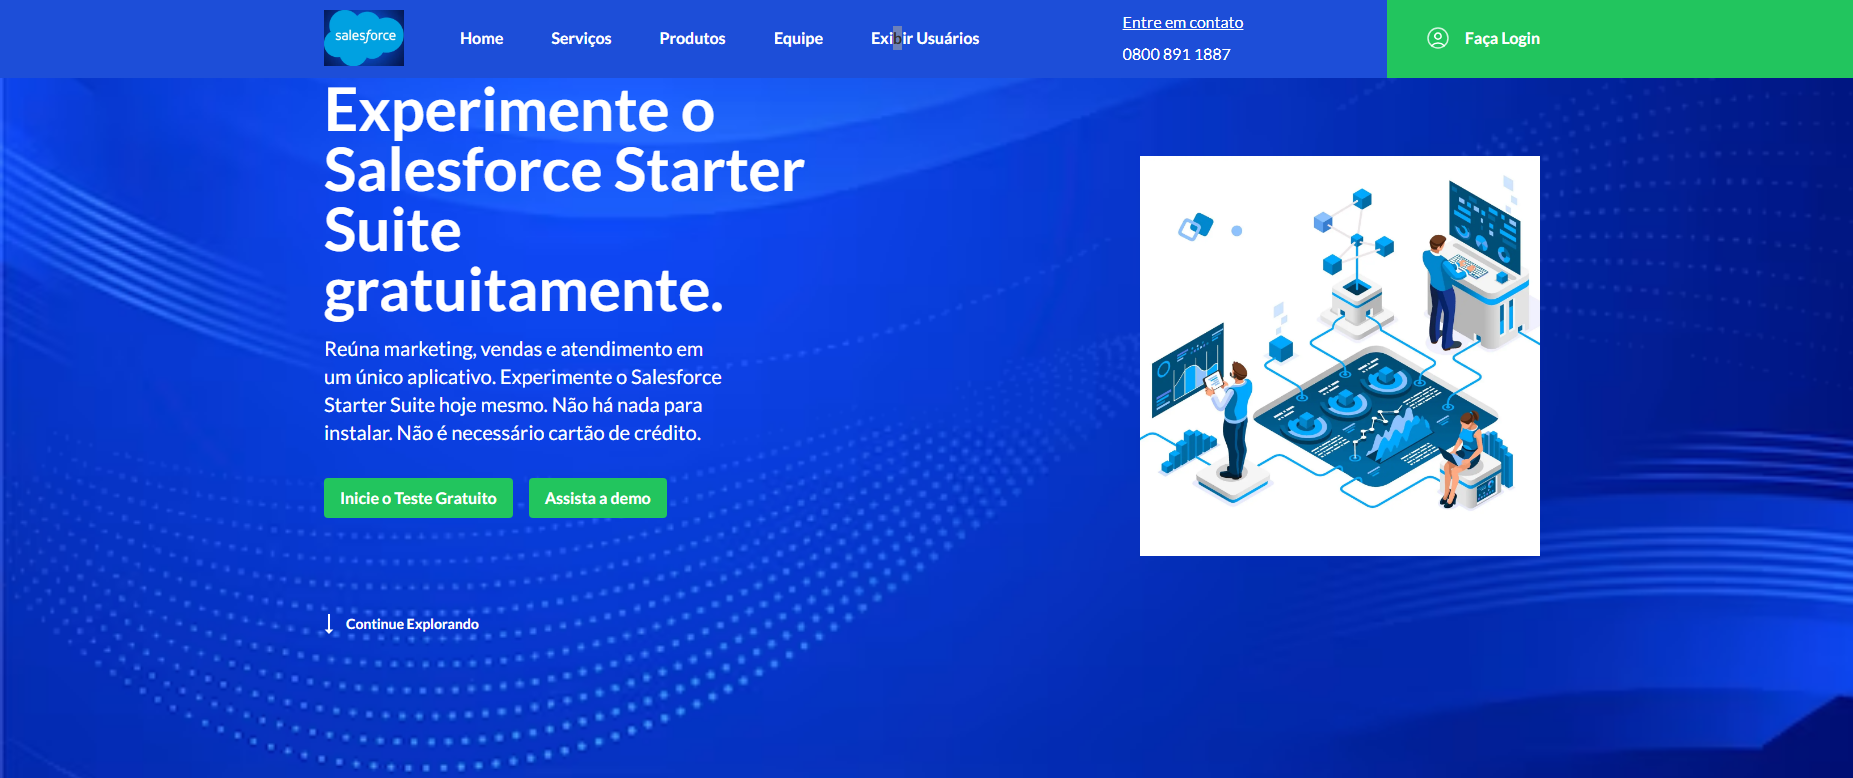 salesforce
Home
Serviços
Produtos
Equipe
Exibir Usuários
Entre em contato
0800 891 1887
Faça Login
Experimente o
Salesforce Starter
Suite
gratuitamente.
Reúna marketing, vendas e atendimento em
um único aplicativo. Experimente o Salesforce
Starter Suite hoje mesmo. Não há nada para
instalar. Não é necessário cartão de crédito.
Inicie o Teste Gratuito
Assista a demo
Continue Explorando